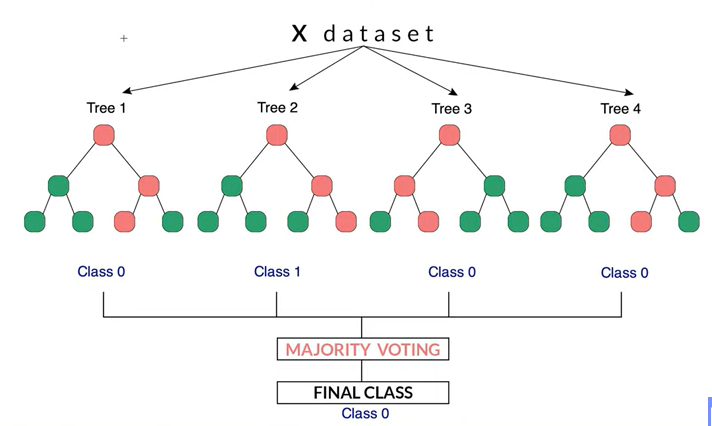 X dataset
Tree 1 Tree 2 Tree 3 Tree 4
Class 0 Class 1 Class 0 Class 0
MAJORITY VOTING
FINAL CLASS
Class 0